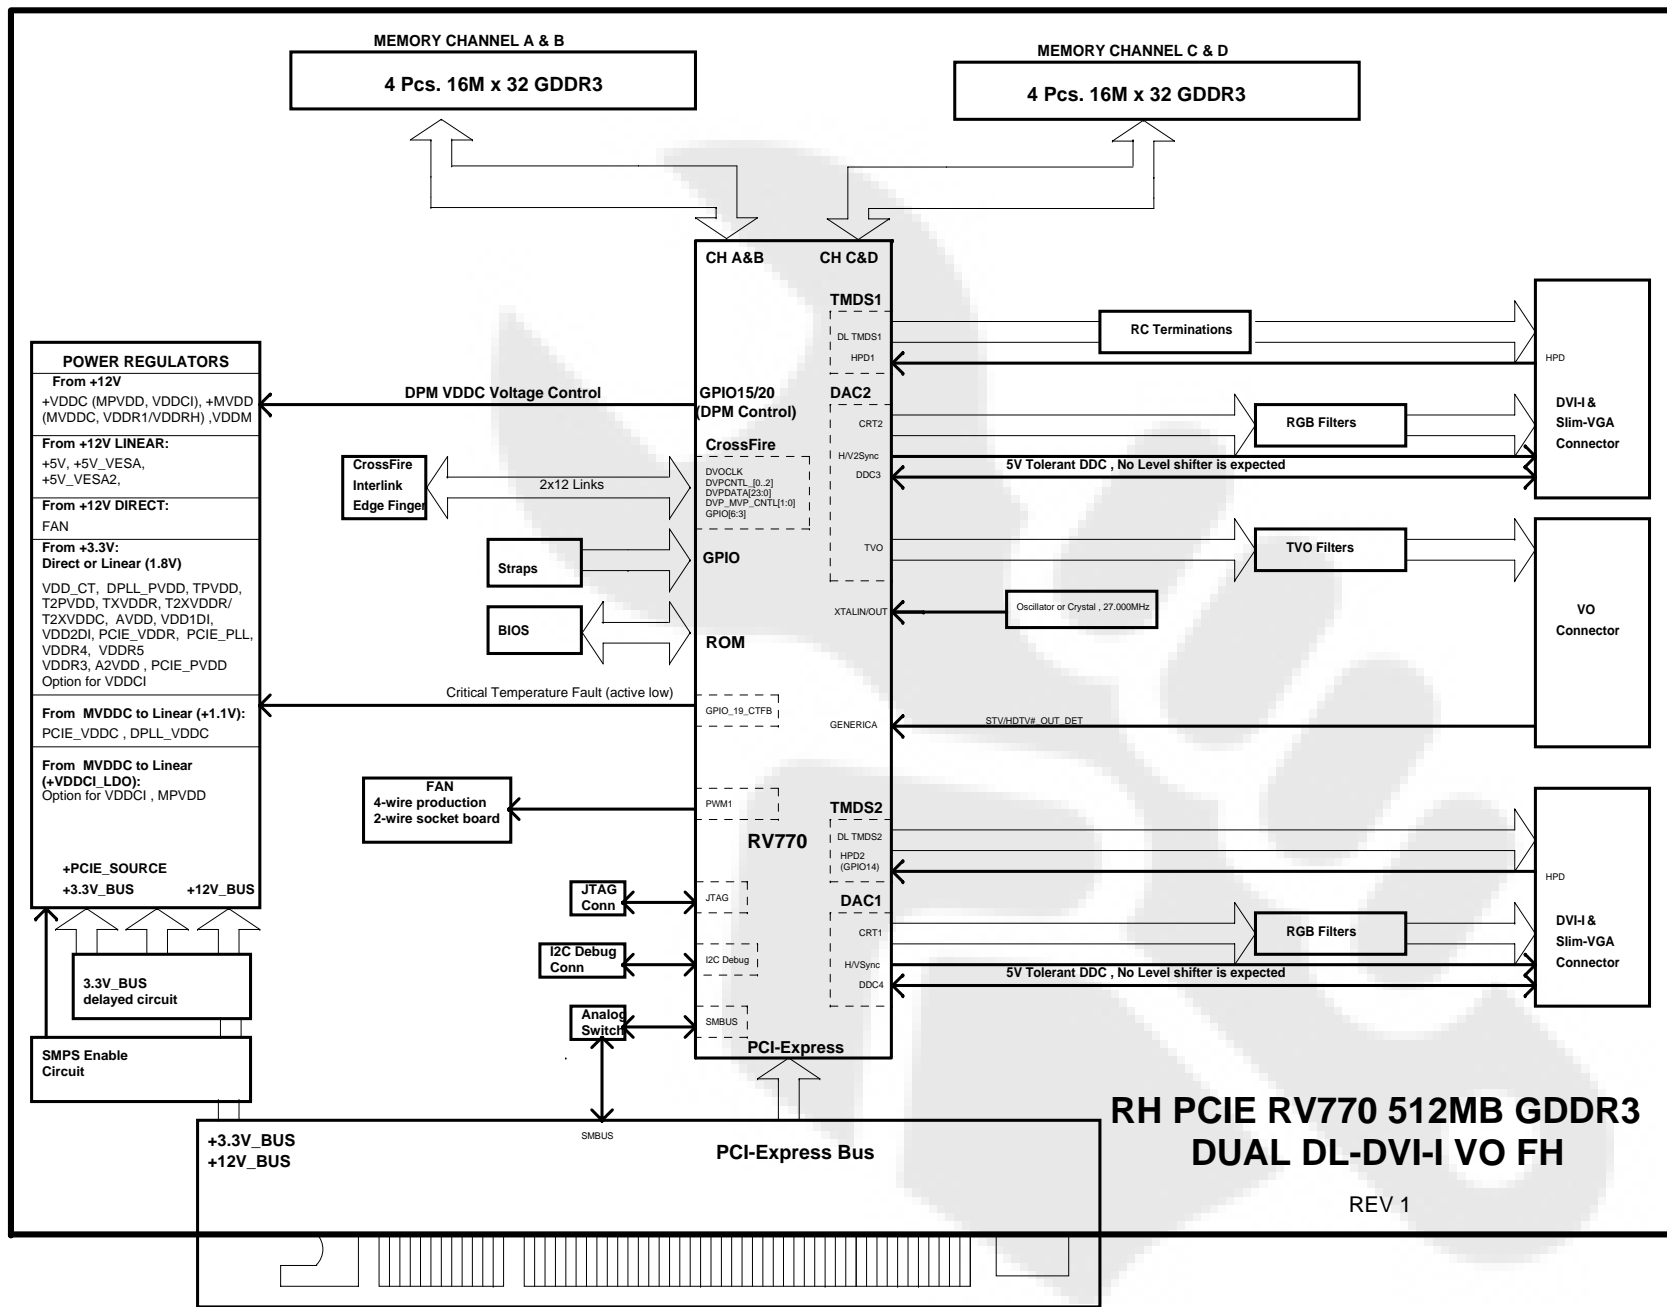 MEMORY CHANNEL A & B
4 Pcs. 16M x 32 GDDR3
MEMORY CHANNEL C & D
4 Pcs. 16M x 32 GDDR3
POWER REGULATORS
From +12V
+VDDC (MPVDD, VDDCI), +MVDD
(MVDDC, VDDR1/VDDRH) ,VDDM
From +12V LINEAR:
+5V, +5V_VESA,
+5V_VESA2,
From +12V DIRECT:
FAN
From +3.3V:
Direct or Linear (1.8V)
VDD_CT, DPLL_PVDD, TPVDD,
T2PVDD, TXVDDR, T2XVDDR/
T2XVDDC, AVDD, VDD1DI,
VDD2DI, PCIE_VDDR, PCIE_PLL,
VDDR4, VDDR5
VDDR3, A2VDD , PCIE_PVDD
Option for VDDCI
From MVDDC to Linear (+1.1V):
PCIE_VDDC , DPLL_VDDC
From MVDDC to Linear
(+VDDCI_LDO):
Option for VDDCI , MPVDD
+PCIE_SOURCE
+3.3V_BUS +12V_BUS
3.3V_BUS
delayed circuit
SMPS Enable
Circuit
DPM VDDC Voltage Control
CrossFire
Interlink
Edge Finger
2x12 Links
Straps
BIOS
Critical Temperature Fault (active low)
FAN
4-wire production
2-wire socket board
JTAG
Conn
I2C Debug
Conn
Analog
Switch
CH A&B
CH C&D
GPIO15/20
(DPM Control)
CrossFire
DVOCLK
DVPCNTL_[0..2]
DVPDATA[23:0]
DVP_MVP_CNTL[1:0]
GPIO[6:3]
GPIO
ROM
GPIO_19_CTFB
PWM1
RV770
JTAG
I2C Debug
SMBUS
PCI-Express
TMDS1
DL TMDS1
HPD1
DAC2
CRT2
H/V2Sync
DDC3
TVO
XTALIN/OUT
GENERICA
TMDS2
DL TMDS2
HPD2
(GPIO14)
DAC1
CRT1
H/VSync
DDC4
RC Terminations
RGB Filters
5V Tolerant DDC , No Level shifter is expected
TVO Filters
Oscillator or Crystal , 27.000MHz
STV/HDTV#_OUT_DET
RGB Filters
5V Tolerant DDC , No Level shifter is expected
HPD
DVI-I &
Slim-VGA
Connector
VO
Connector
HPD
DVI-I &
Slim-VGA
Connector
+3.3V_BUS
+12V_BUS
SMBUS
PCI-Express Bus
RH PCIE RV770 512MB GDDR3
DUAL DL-DVI-I VO FH
REV 1